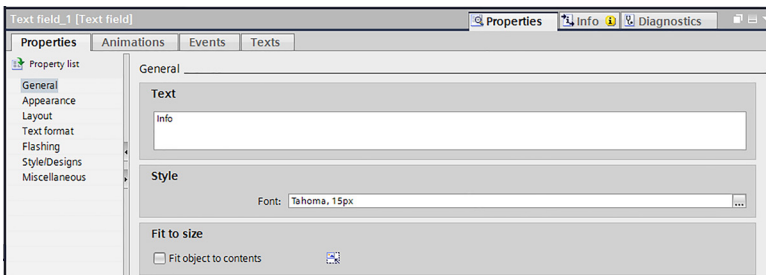 Text field_1 [Text field]
Properties Info Diagnostics
Properties Animations Events Texts
Property list
General
Appearance
Layout
Text format
Flashing
Style/Designs
Miscellaneous
General
Text
Info
Style
Font: Tahoma, 15px ...
Fit to size
Fit object to contents